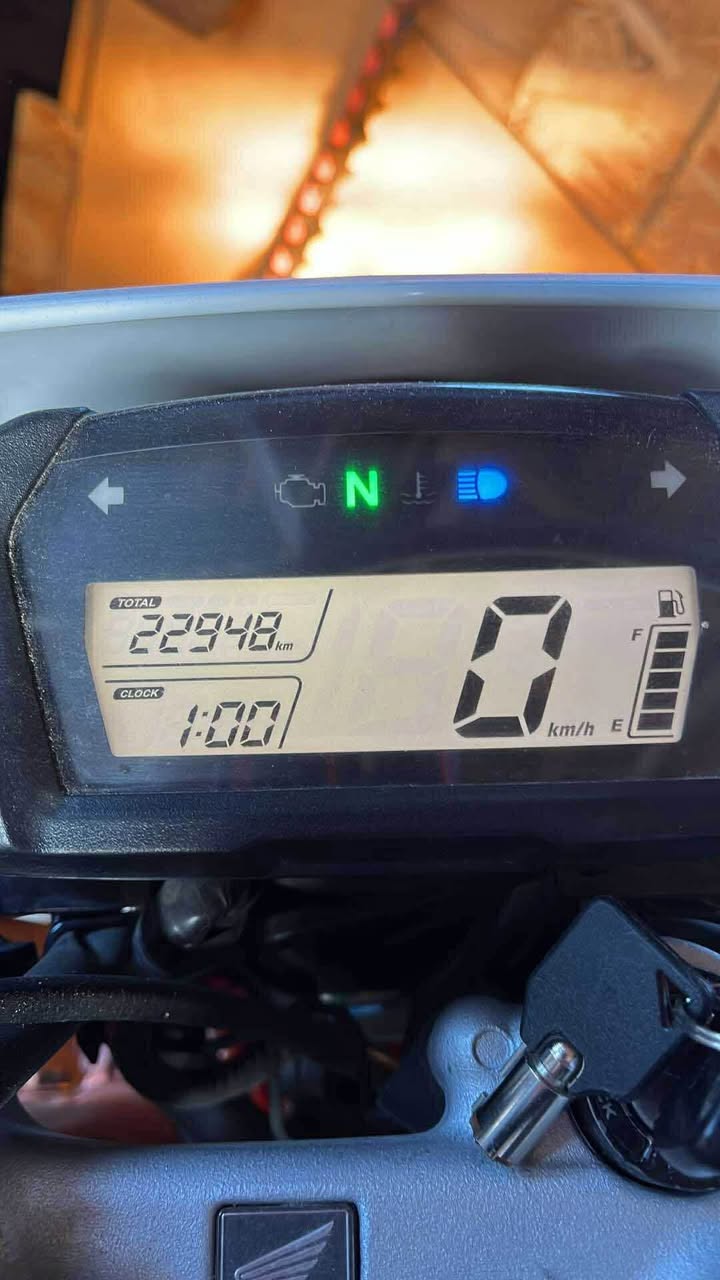 N
TOTAL
22948 km
CLOCK
1:00
0 km/h
F
E